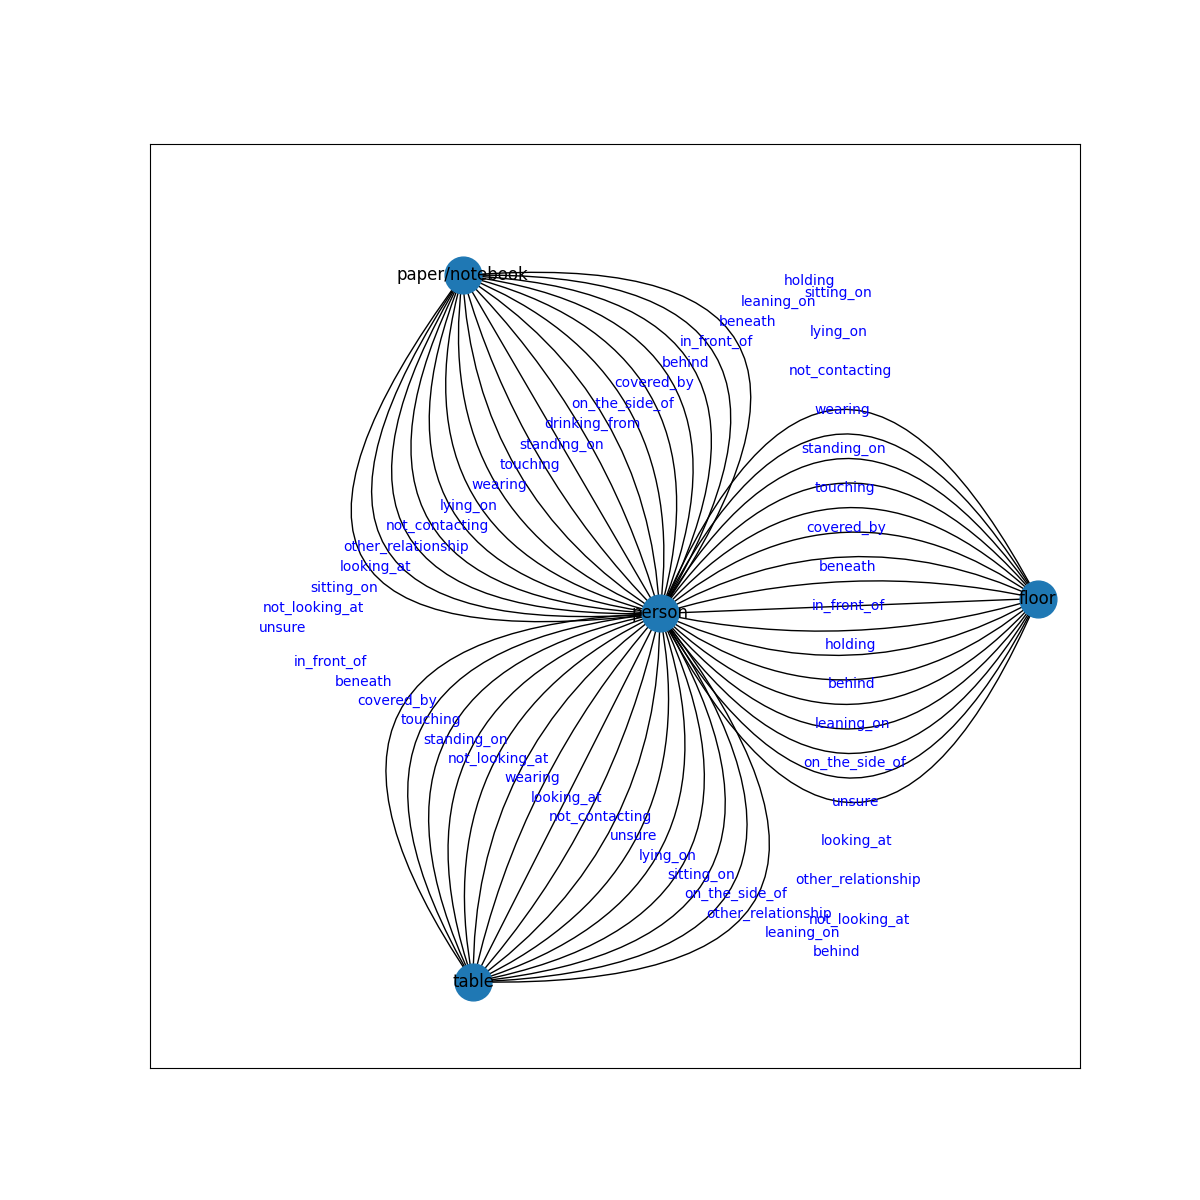 paper/notebook
holding
leaning_on
beneath
in_front_of
behind
covered_by
on_the_side_of
drinking_from
standing_on
touching
wearing
lying_on
not_contacting
other_relationship
looking_at
sitting_on
not_looking_at
unsure
sitting_on
lying_on
not_contacting
wearing
standing_on
touching
covered_by
beneath
in_front_of
holding
behind
leaning_on
on_the_side_of
unsure
looking_at
other_relationship
not_looking_at
floor
person
in_front_of
beneath
covered_by
touching
standing_on
not_looking_at
wearing
looking_at
not_contacting
unsure
lying_on
sitting_on
on_the_side_of
other_relationship
leaning_on
behind
table